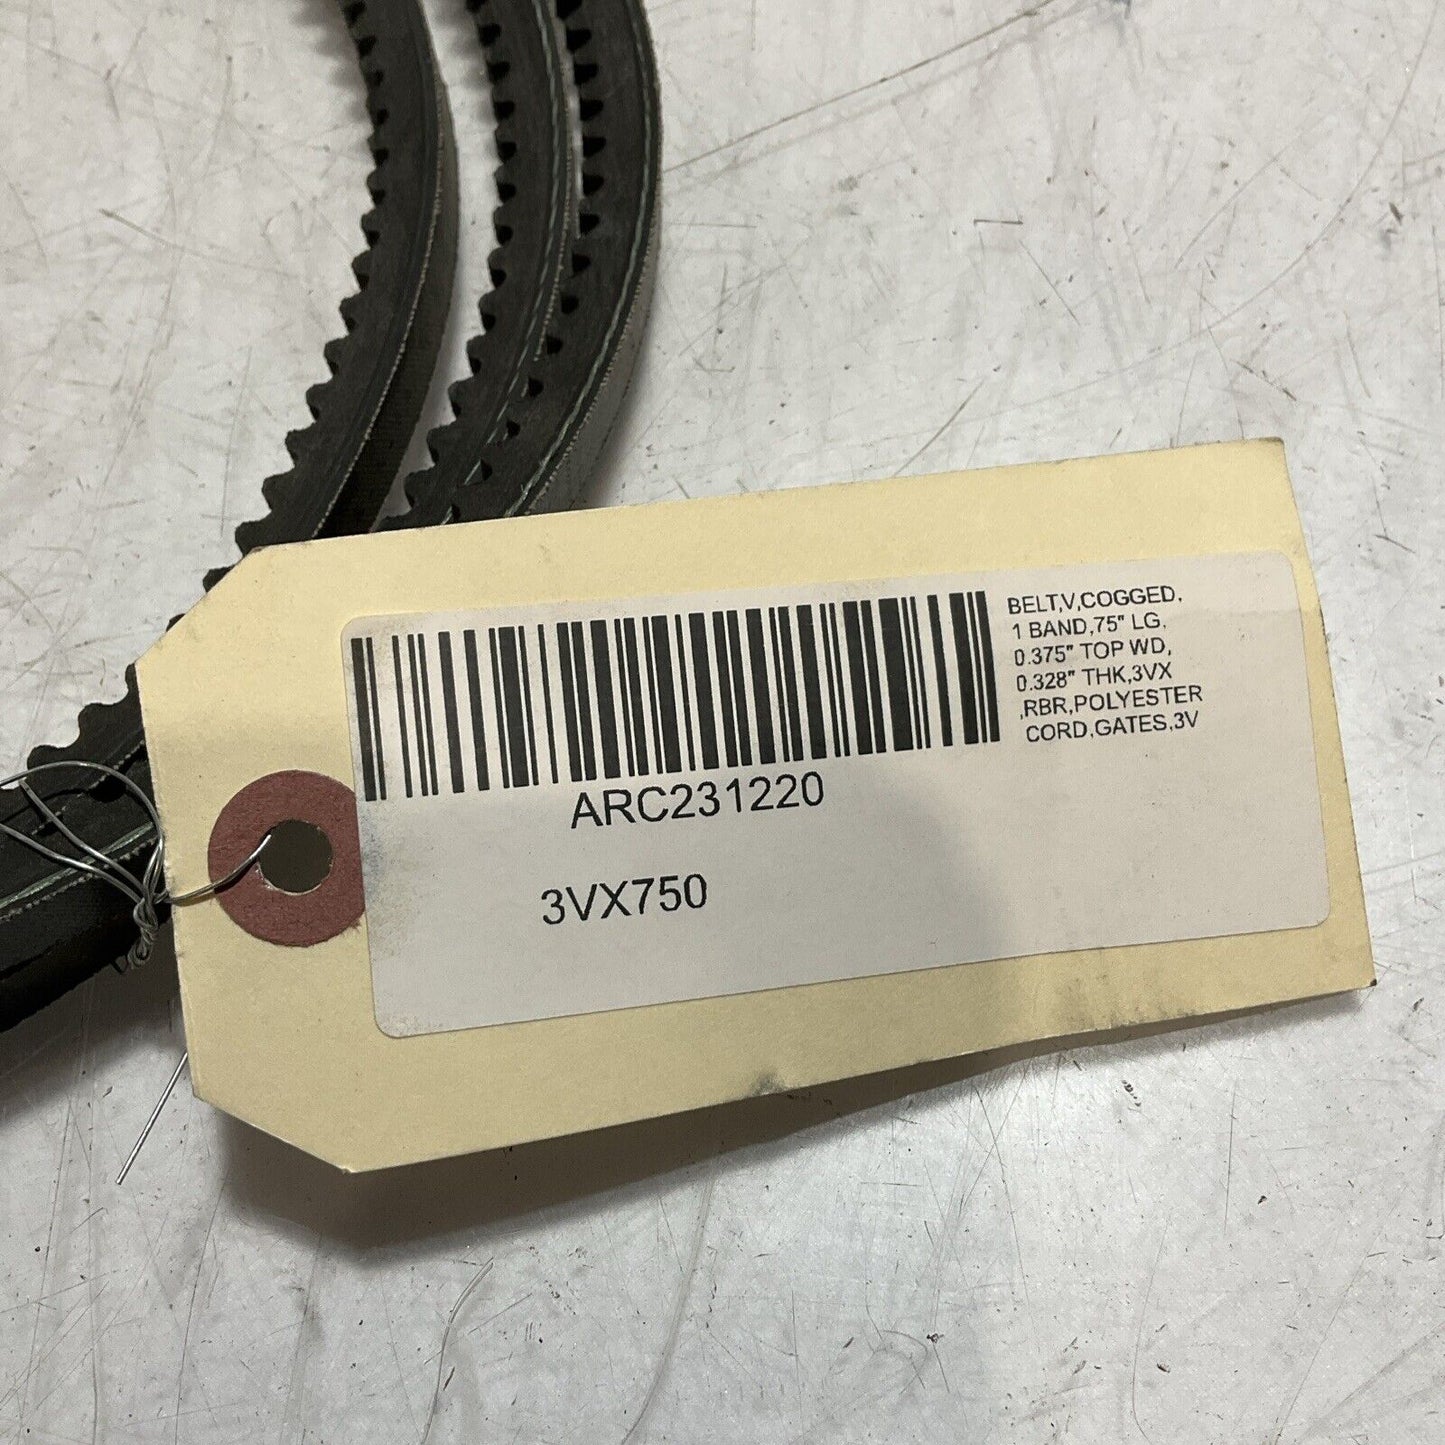 BELT,V,COGGED,
1 BAND,75" LG,
0.375" TOP WD,
0.328" THK,3VX
,RBR,POLYESTER
CORD,GATES,3V
ARC231220
3VX750